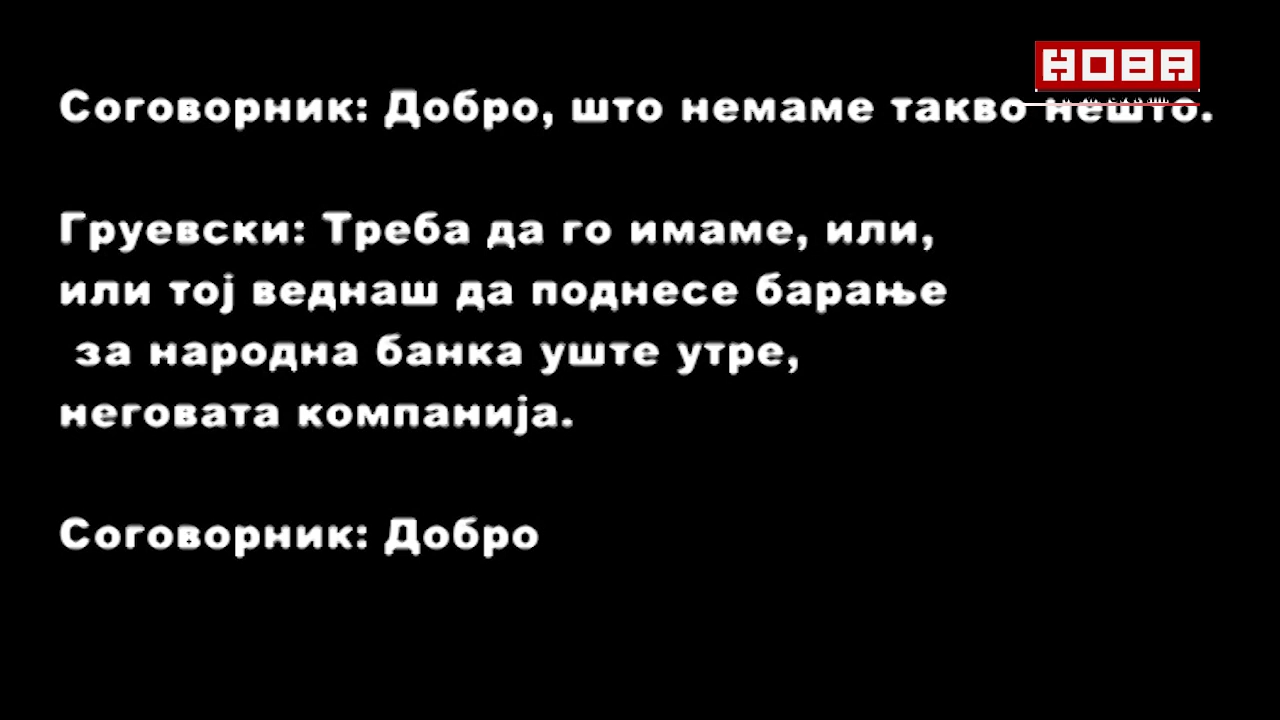 НОВА
Соговорник: Добро, што немаме такво нешто.
Груевски: Треба да го имаме, или,
или тој веднаш да поднесе барање
за народна банка уште утре,
неговата компанија.
Соговорник: Добро